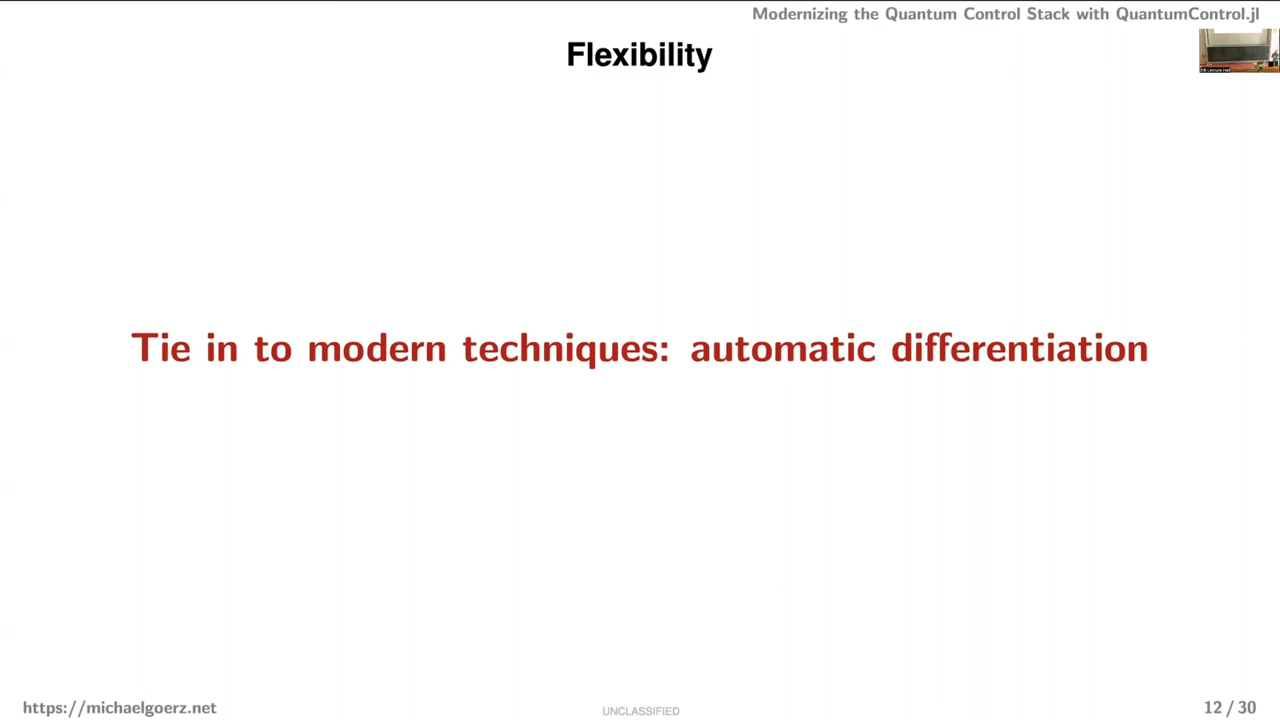 Modernizing the Quantum Control Stack with QuantumControl.jl
Flexibility
Tie in to modern techniques: automatic differentiation
https://michaelgoerz.net
UNCLASSIFIED
12 / 30